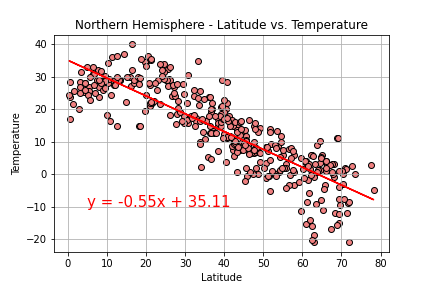 Northern Hemisphere - Latitude vs. Temperature
40
30
20
10
0
−10
−20
Temperature
y = -0.55x + 35.11
0 10 20 30 40 50 60 70 80
Latitude